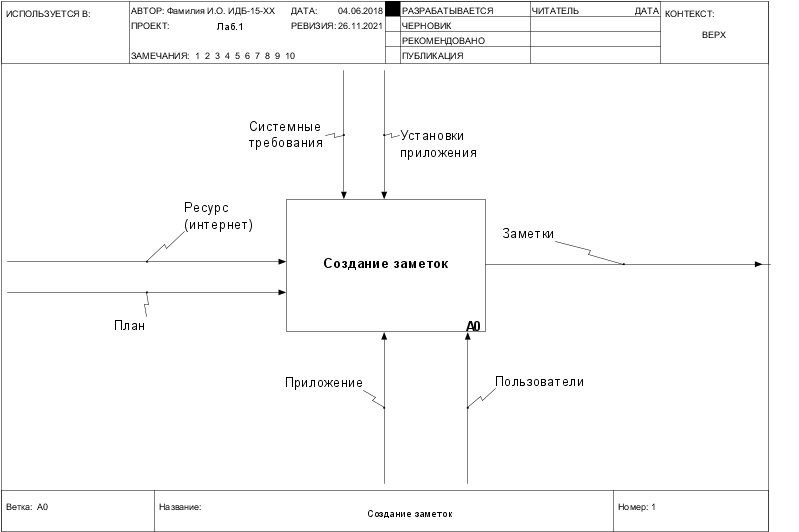 ИСПОЛЬЗУЕТСЯ В:
АВТОР: Фамилия И.О. ИДБ-15-ХХ ДАТА: 04.06.2018
ПРОЕКТ: Лаб.1 РЕВИЗИЯ: 26.11.2021
ЗАМЕЧАНИЯ: 1 2 3 4 5 6 7 8 9 10
РАЗРАБАТЫВАЕТСЯ
ЧЕРНОВИК
РЕКОМЕНДОВАНО
ПУБЛИКАЦИЯ
ЧИТАТЕЛЬ ДАТА
КОНТЕКСТ:
ВЕРХ
Системные
требования
Установки
приложения
Ресурс
(интернет)
План
Создание заметок
A0
Заметки
Приложение
Пользователи
Ветка: A0
Название:
Создание заметок
Номер: 1